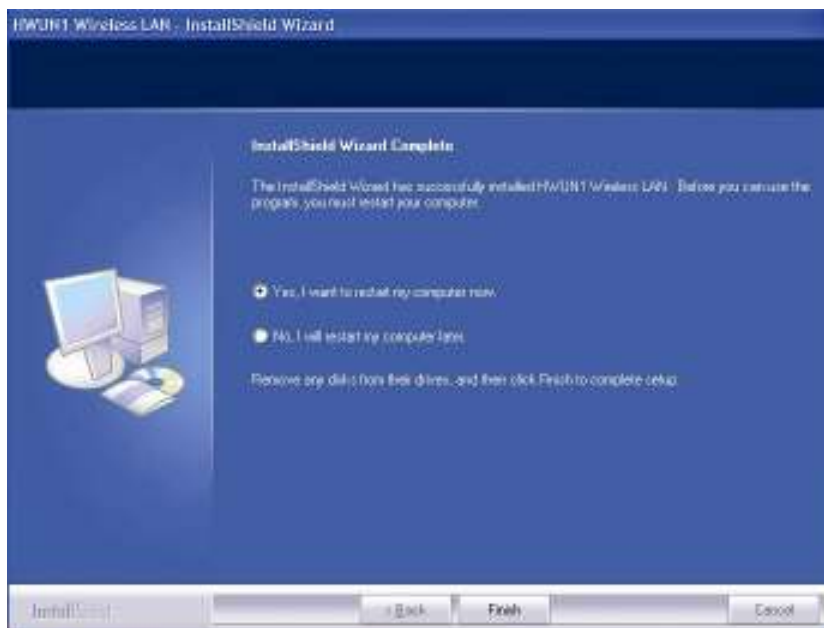 HWUN1 Wireless LAN - InstallShield Wizard
InstallShield Wizard Complete
The InstallShield Wizard has successfully installed HWUN1 Wireless LAN. Before you can use the
program, you must restart your computer.
Yes, I want to restart my computer now.
No, I will restart my computer later.
Remove any disks from their drives, and then click Finish to complete setup.
InstallShield
< Back
Finish
Cancel